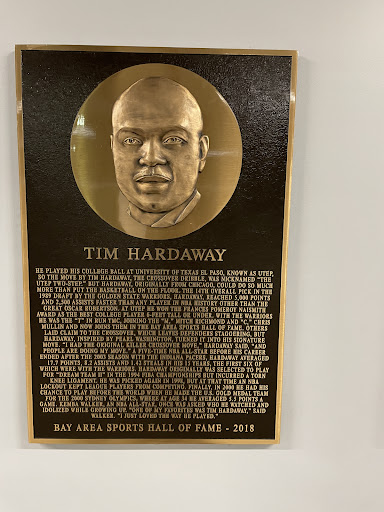 TIM HARDAWAY
HE PLAYED HIS COLLEGE BALL AT UNIVERSITY OF TEXAS EL PASO, KNOWN AS UTEP,
SO THE MOVE BY TIM HARDAWAY, THE CROSSOVER DRIBBLE, WAS NICKNAMED "THE
UTEP TWO-STEP." BUT HARDAWAY, ORIGINALLY FROM CHICAGO, COULD DO SO MUCH
MORE THAN PUT THE BASKETBALL ON THE FLOOR. THE 14TH OVERALL PICK IN THE
1989 DRAFT BY THE GOLDEN STATE WARRIORS, HARDAWAY, REACHED 5,000 POINTS
AND 2,500 ASSISTS FASTER THAN ANY PLAYER IN NBA HISTORY OTHER THAN THE
GREAT OSCAR ROBERTSON. AT UTEP HE WON THE FRANCES POMEROY NAISMITH
AWARD AS THE BEST COLLEGE PLAYER 6-FEET TALL OR UNDER. WITH THE WARRIORS
HE WAS THE "T" IN RUN TMC, JOINING THE "M," MITCH RICHMOND AND "C," CHRIS
MULLIN AND NOW JOINS THEM IN THE BAY AREA SPORTS HALL OF FAME. OTHERS
LAID CLAIM TO THE CROSSOVER, WHICH LEAVES DEFENDERS STAGGERING, BUT
HARDAWAY, INSPIRED BY PEARL WASHINGTON, TURNED IT INTO HIS SIGNATURE
MOVE. "I HAD THE ORIGINAL KILLER CROSSOVER MOVE," HARDAWAY SAID, "AND
PEOPLE ARE DOING MY MOVE." A FIVE-TIME NBA ALL-STAR BEFORE HIS CAREER
ENDED AFTER THE 2003 SEASON WITH THE INDIANA PACERS, HARDAWAY AVERAGED
17.7 POINTS, 8.2 ASSISTS AND 3.3 REBOUNDS OVER 13 YEARS, THE FIRST SIX OF
WHICH WERE WITH THE WARRIORS. HARDAWAY ORIGINALLY WAS SELECTED TO PLAY
FOR "DREAM TEAM II" IN THE 1994 FIBA CHAMPIONSHIPS BUT INCURRED A TORN
KNEE LIGAMENT. HE WAS PICKED AGAIN IN 1998, BUT AT THAT TIME AN NBA
LOCKOUT KEPT LEAGUE PLAYERS FROM COMPETING. FINALLY, IN 2000 HE HAD HIS
CHANCE TO PLAY BEFORE THE WORLD WHEN HE MADE THE U.S. GOLD MEDAL TEAM
FOR THE 2000 SYDNEY OLYMPICS, WHERE AT AGE 34 HE AVERAGED 5.5 POINTS A
GAME. KEMBA WALKER, AN NBA ALL-STAR, ONCE WAS ASKED WHO HE WATCHED AND
IDOLIZED WHILE GROWING UP. "ONE OF MY FAVORITES WAS TIM HARDAWAY," SAID
WALKER. "I JUST LOVED THE WAY HE PLAYED."
BAY AREA SPORTS HALL OF FAME - 2018